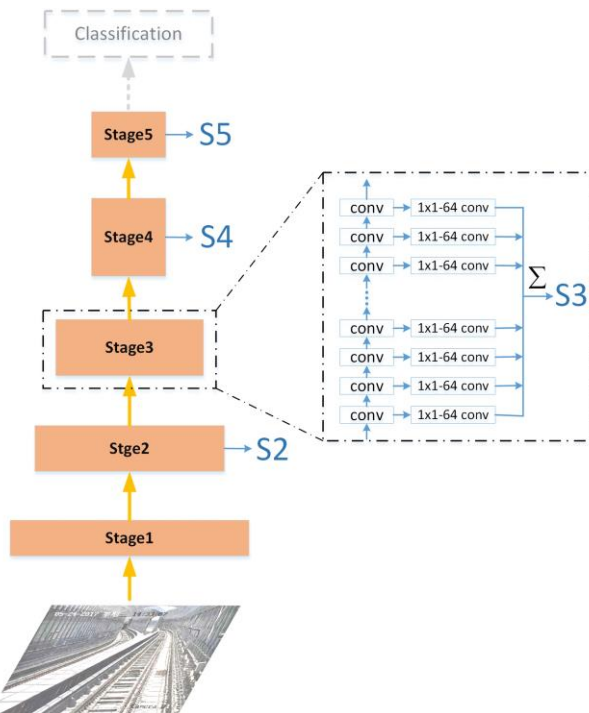 Classification
Stage5
S5
Stage4
S4
conv
1x1-64 conv
conv
1x1-64 conv
conv
1x1-64 conv
∑
S3
conv
1x1-64 conv
conv
1x1-64 conv
conv
1x1-64 conv
conv
1x1-64 conv
Stage3
Stge2
S2
Stage1